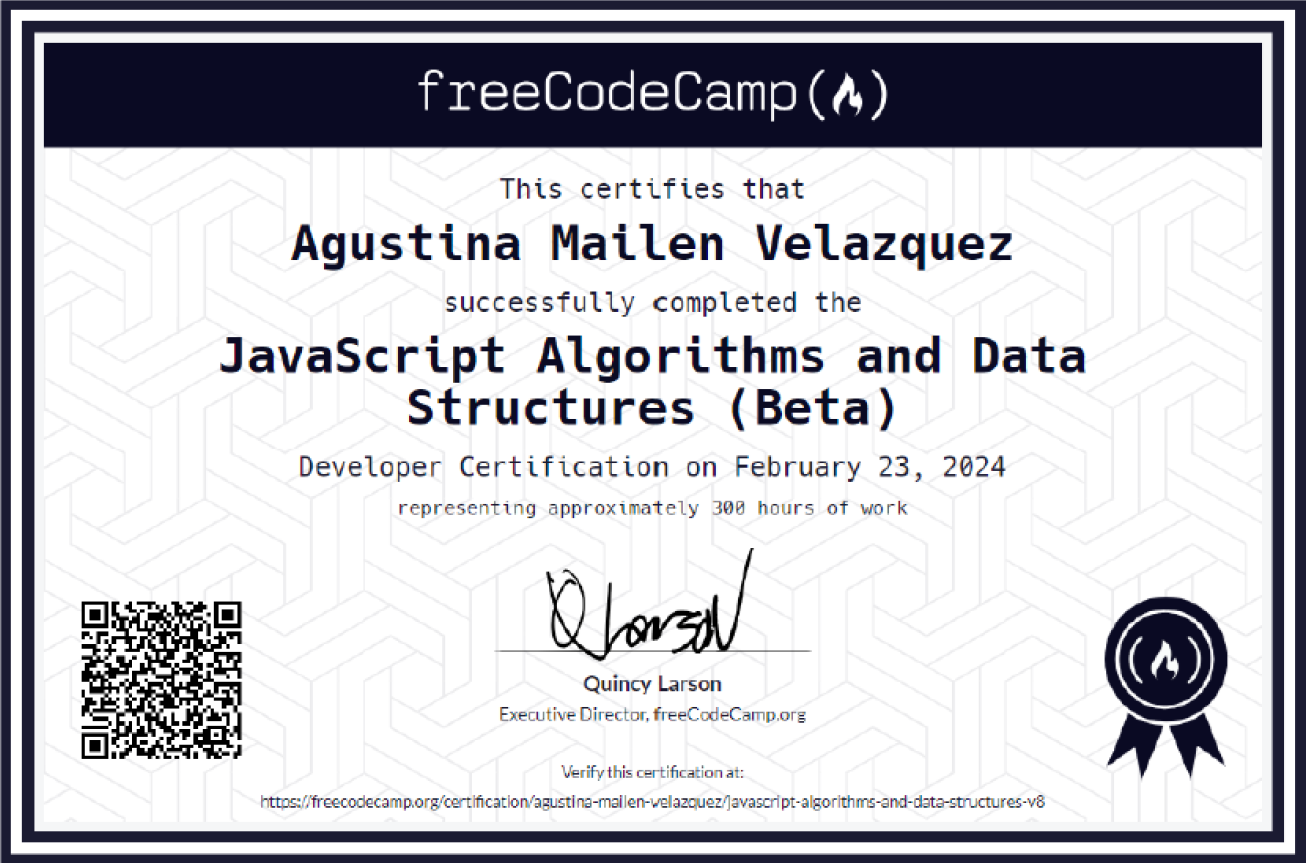 freeCodeCamp(🔥)
This certifies that
Agustina Mailen Velazquez
successfully completed the
JavaScript Algorithms and Data
Structures (Beta)
Developer Certification on February 23, 2024
representing approximately 300 hours of work
Q Larson
Quincy Larson
Executive Director, freeCodeCamp.org
Verify this certification at:
https://freecodecamp.org/certification/agustina-mailen-velazquez/javascript-algorithms-and-data-structures-v8